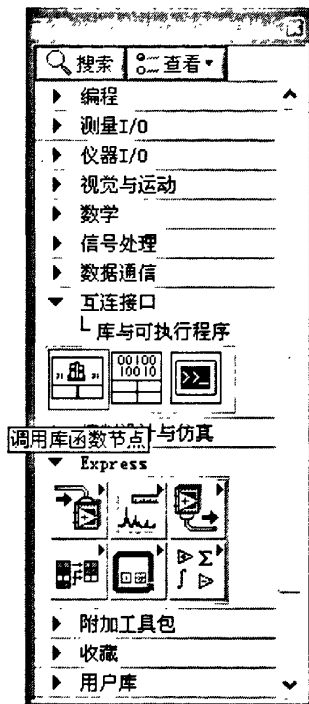 搜索 查看
编程
测量I/O
仪器I/O
视觉与运动
数学
信号处理
数据通信
互连接口
库与可执行程序
00100
10010
调用库函数节点
与仿真
Express
附加工具包
收藏
用户库